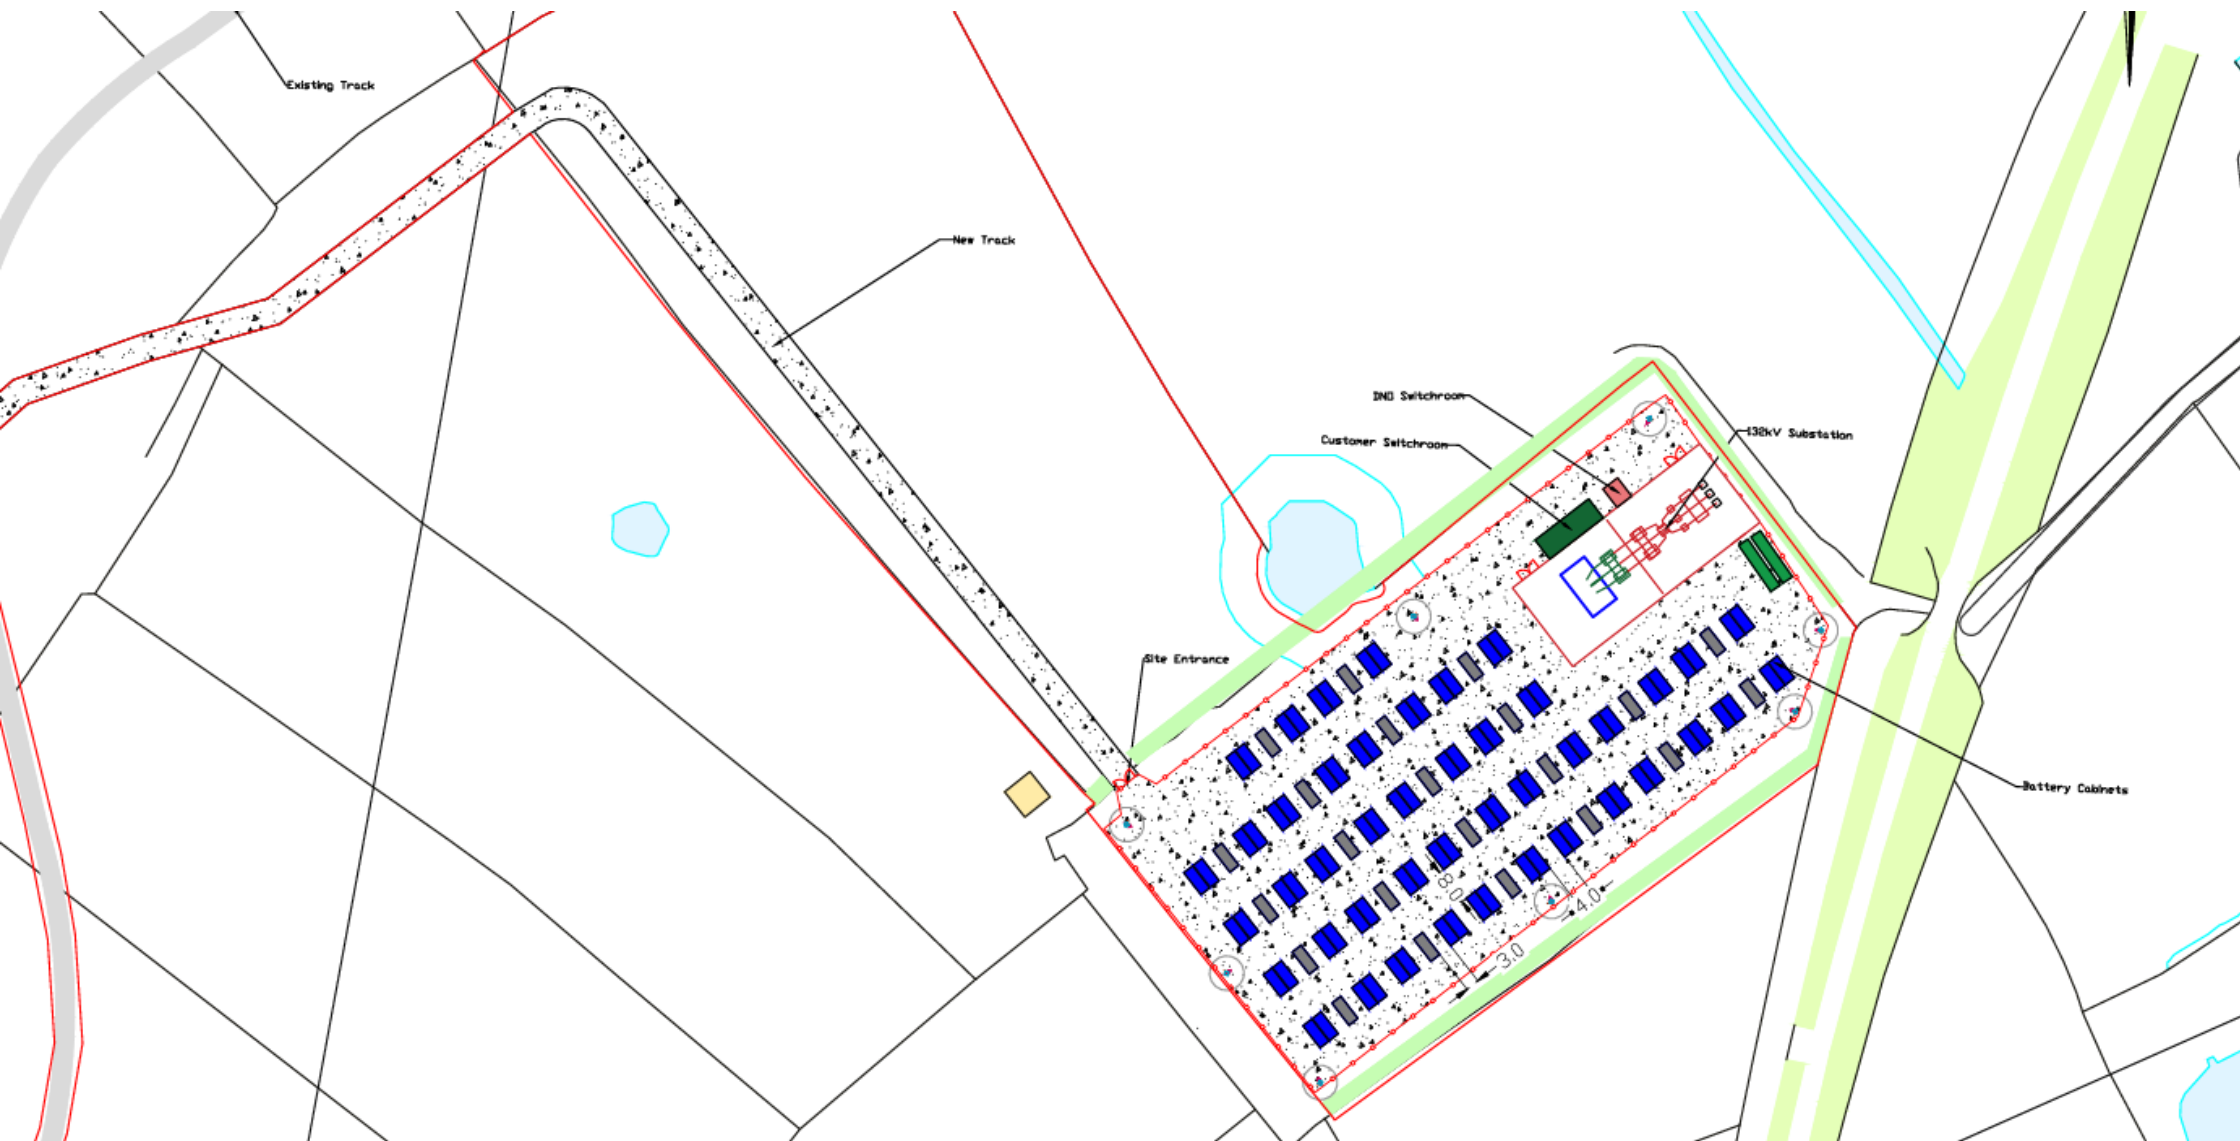 Existing Track
New Track
DNO Switchroom
Customer Switchroom
132kV Substation
Site Entrance
Battery Cabinets
8.0
4.0
3.0